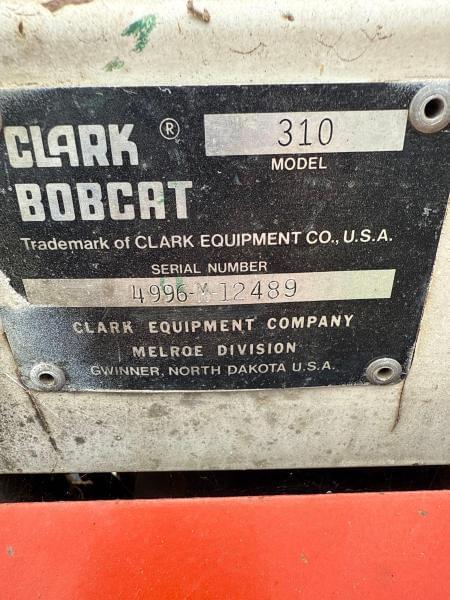 CLARK ® 310
MODEL
BOBCAT
Trademark of CLARK EQUIPMENT CO., U.S.A.
SERIAL NUMBER
4996-M 12489
CLARK EQUIPMENT COMPANY
MELROE DIVISION
GWINNER, NORTH DAKOTA U.S.A.